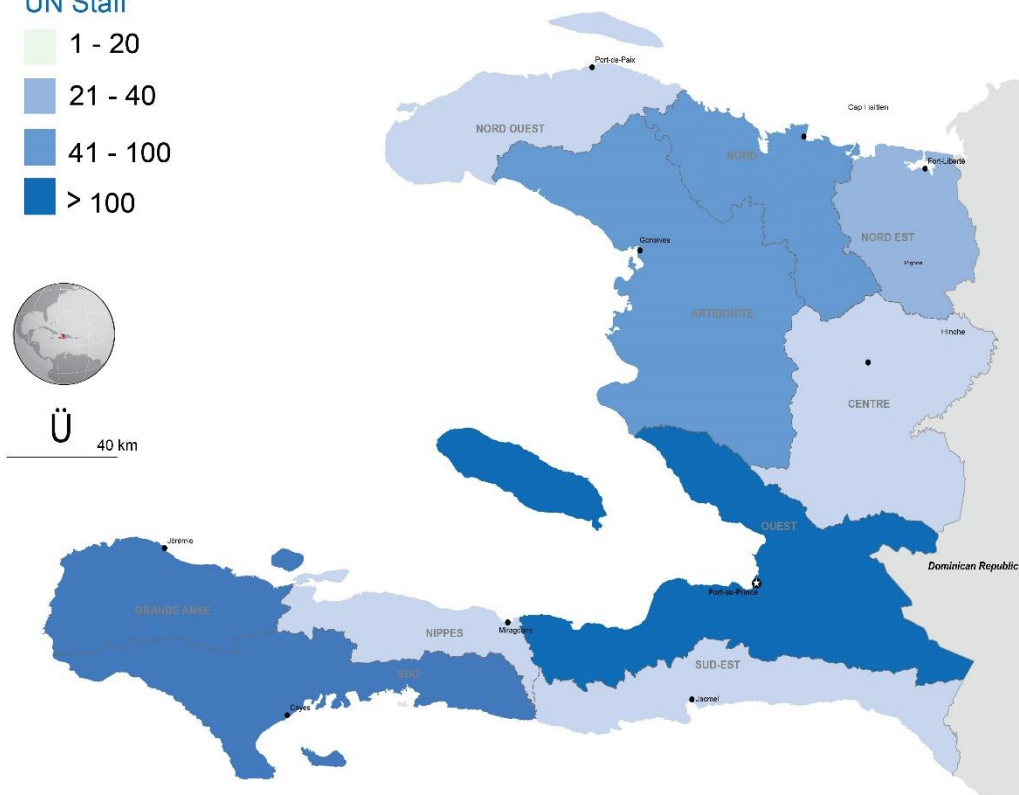 UN Staff
1 - 20
21 - 40
41 - 100
> 100
Ü
40 km
Port-de-Paix
NORD OUEST
Cap Haïtien
NORD
Fort-Liberté
NORD EST
Gonaïves
ARTIBONITE
Hinche
CENTRE
OUEST
Dominican Republic
Port-au-Prince
Jérémie
GRANDE ANSE
NIPPES
Miragoane
SUD
SUD-EST
Cayes
Jacmel